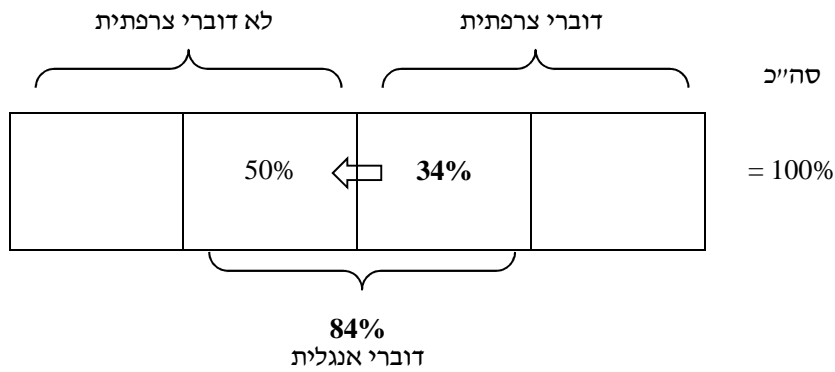 דוברי צרפתית
לא דוברי צרפתית
סה״כ
50%
34%
= 100%
84%
דוברי אנגלית